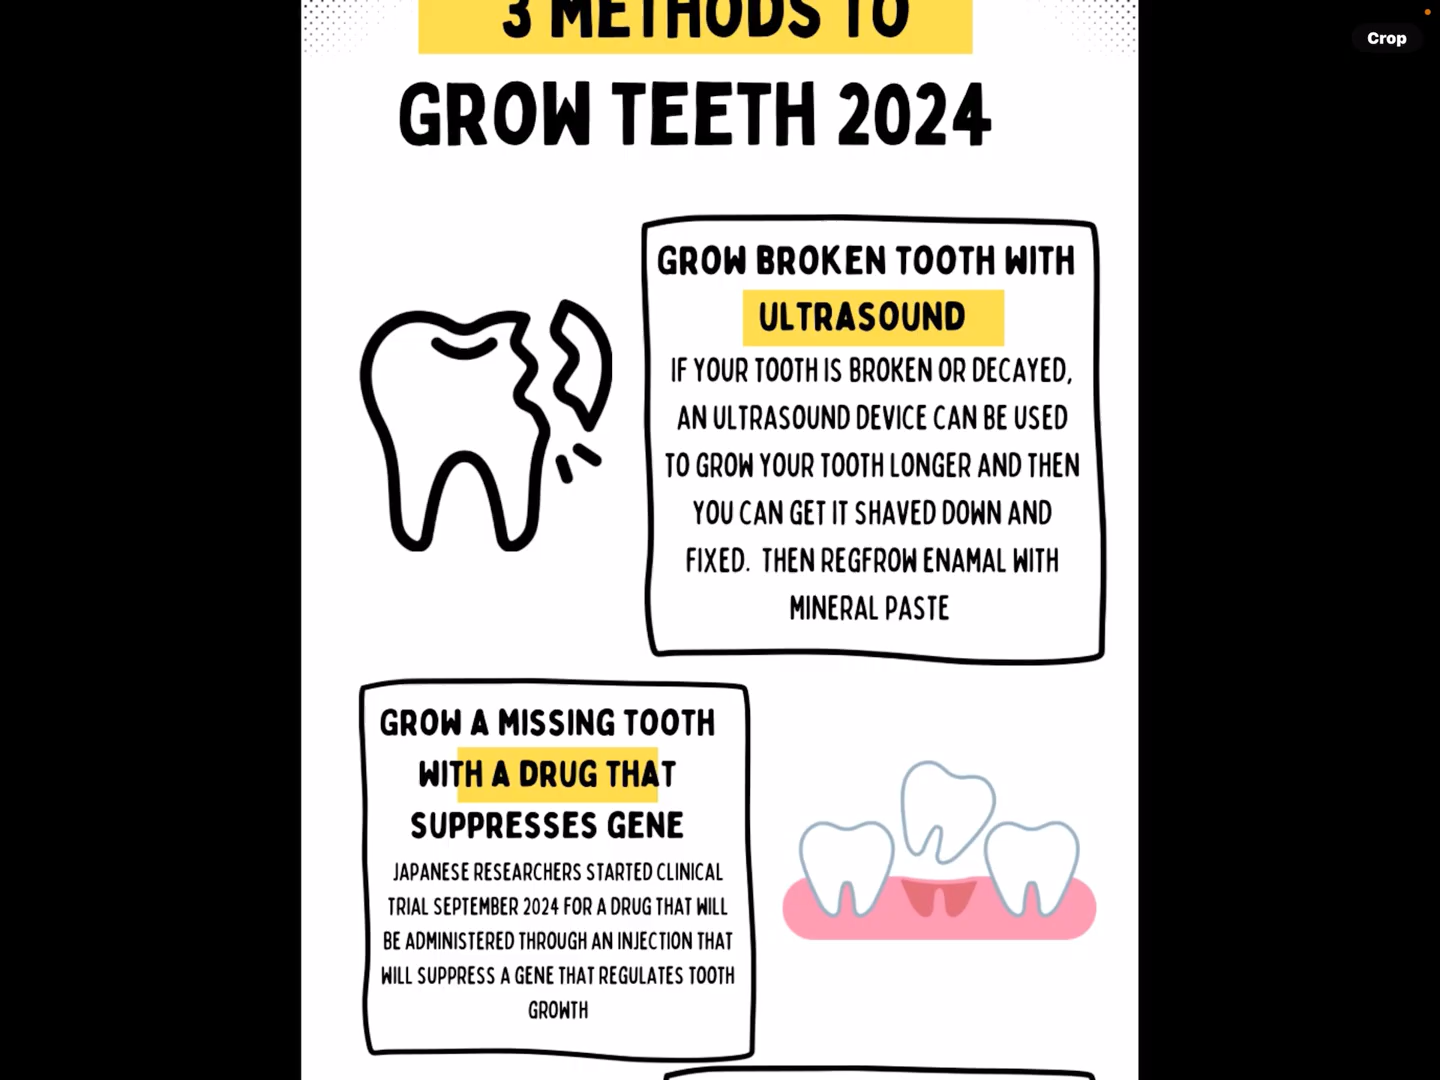 3 METHODS TO
GROW TEETH 2024
Crop
GROW BROKEN TOOTH WITH
ULTRASOUND
IF YOUR TOOTH IS BROKEN OR DECAYED,
AN ULTRASOUND DEVICE CAN BE USED
TO GROW YOUR TOOTH LONGER AND THEN
YOU CAN GET IT SHAVED DOWN AND
FIXED. THEN REGFROW ENAMAL WITH
MINERAL PASTE
GROW A MISSING TOOTH
WITH A DRUG THAT
SUPPRESSES GENE
JAPANESE RESEARCHERS STARTED CLINICAL
TRIAL SEPTEMBER 2024 FOR A DRUG THAT WILL
BE ADMINISTERED THROUGH AN INJECTION THAT
WILL SUPPRESS A GENE THAT REGULATES TOOTH
GROWTH